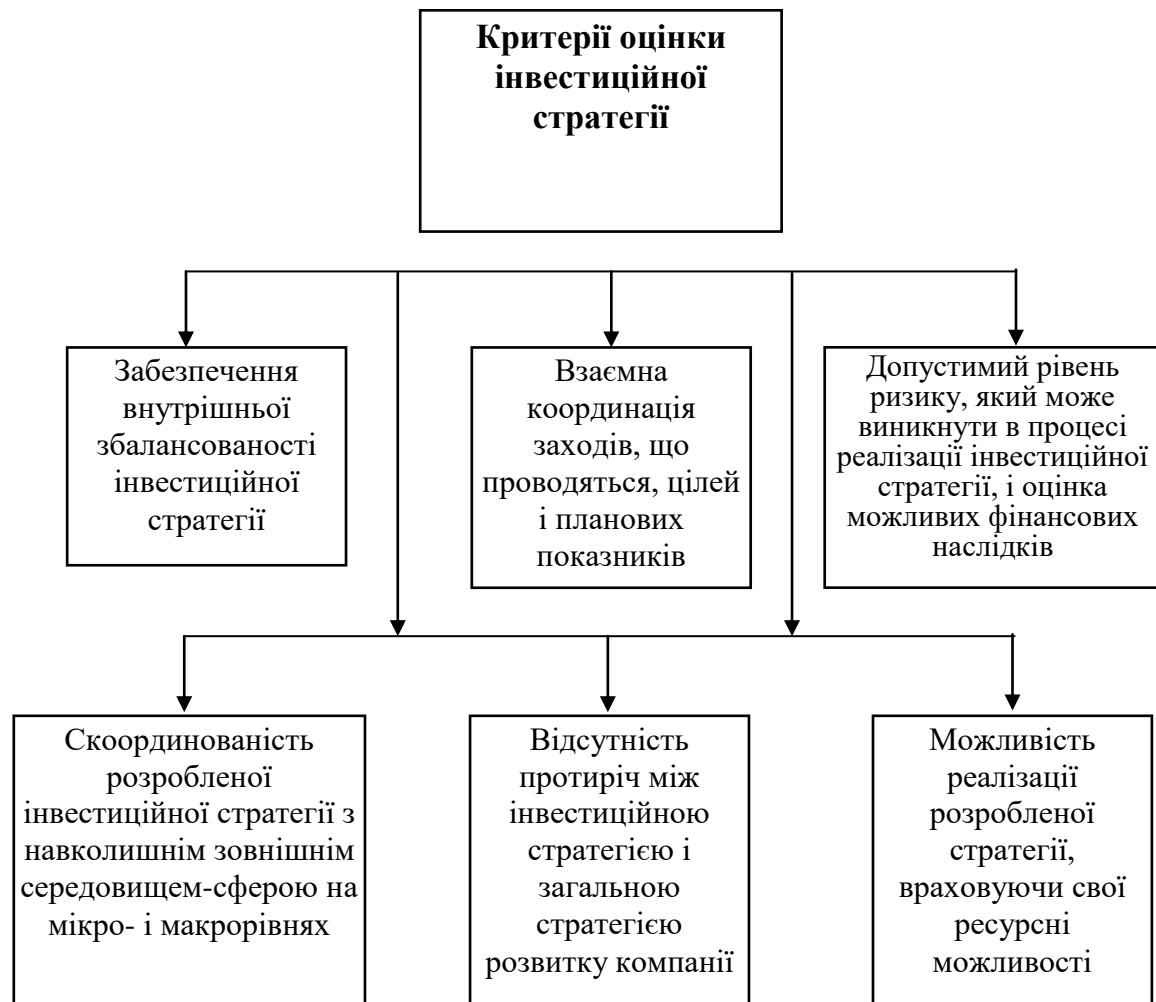 Критерії оцінки
інвестиційної
стратегії
Забезпечення
внутрішньої
збалансованості
інвестиційної
стратегії
Взаємна
координація
заходів, що
проводяться, цілей
і планових
показників
Допустимий рівень
ризику, який може
виникнути в процесі
реалізації інвестиційної
стратегії, і оцінка
можливих фінансових
наслідків
Скоординованість
розробленої
інвестиційної стратегії з
навколишнім зовнішнім
середовищем-сферою на
мікро- і макрорівнях
Відсутність
протиріч між
інвестиційною
стратегією і
загальною
стратегією
розвитку компанії
Можливість
реалізації
розробленої
стратегії,
враховуючи свої
ресурсні
можливості